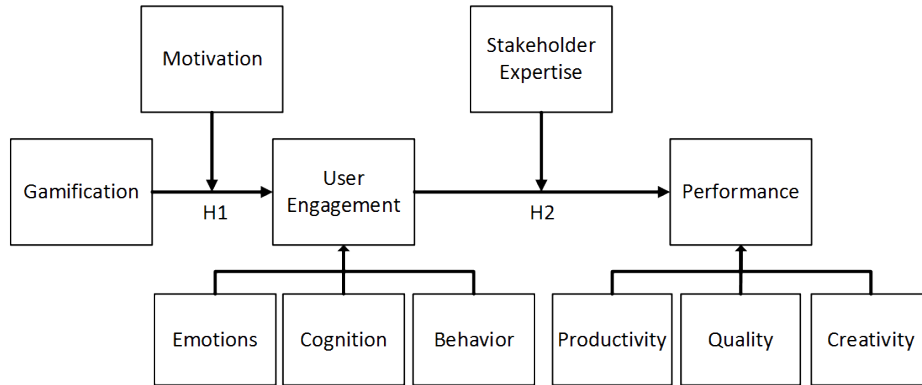 Motivation
Stakeholder
Expertise
Gamification
H1
User
Engagement
H2
Performance
Emotions
Cognition
Behavior
Productivity
Quality
Creativity